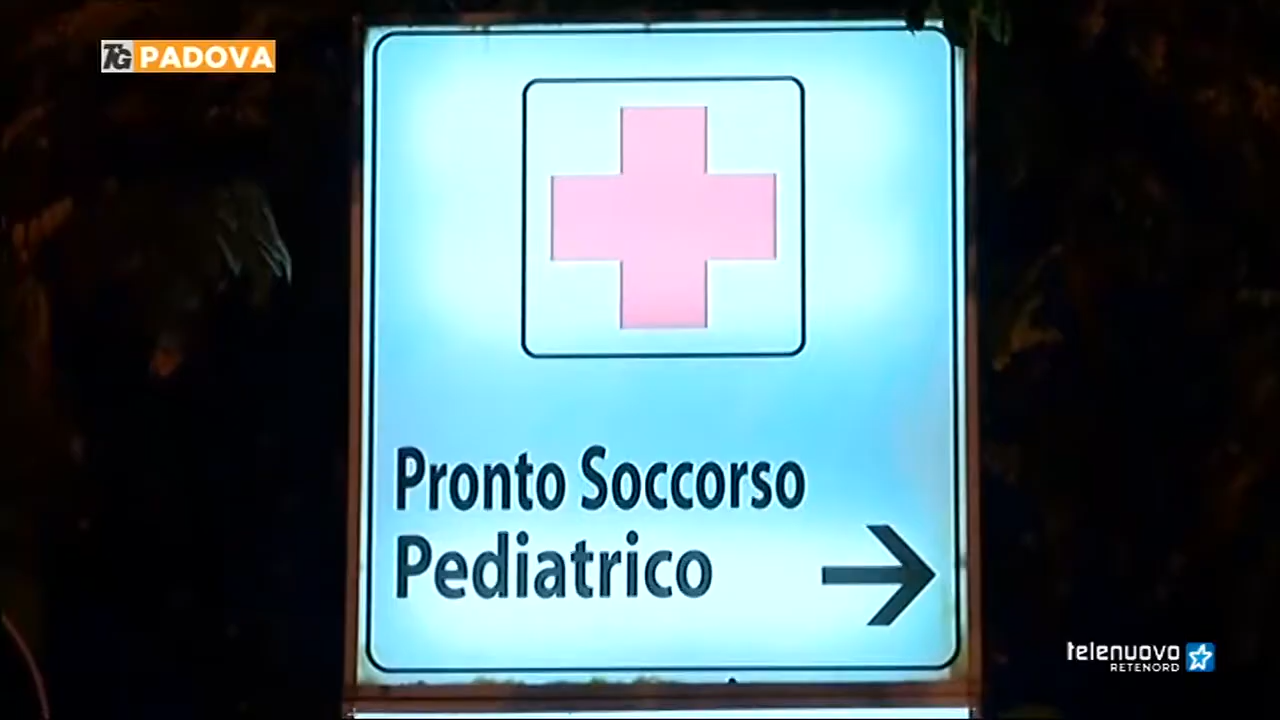 TG PADOVA
Pronto Soccorso
Pediatrico
telenuovo
RETENORD